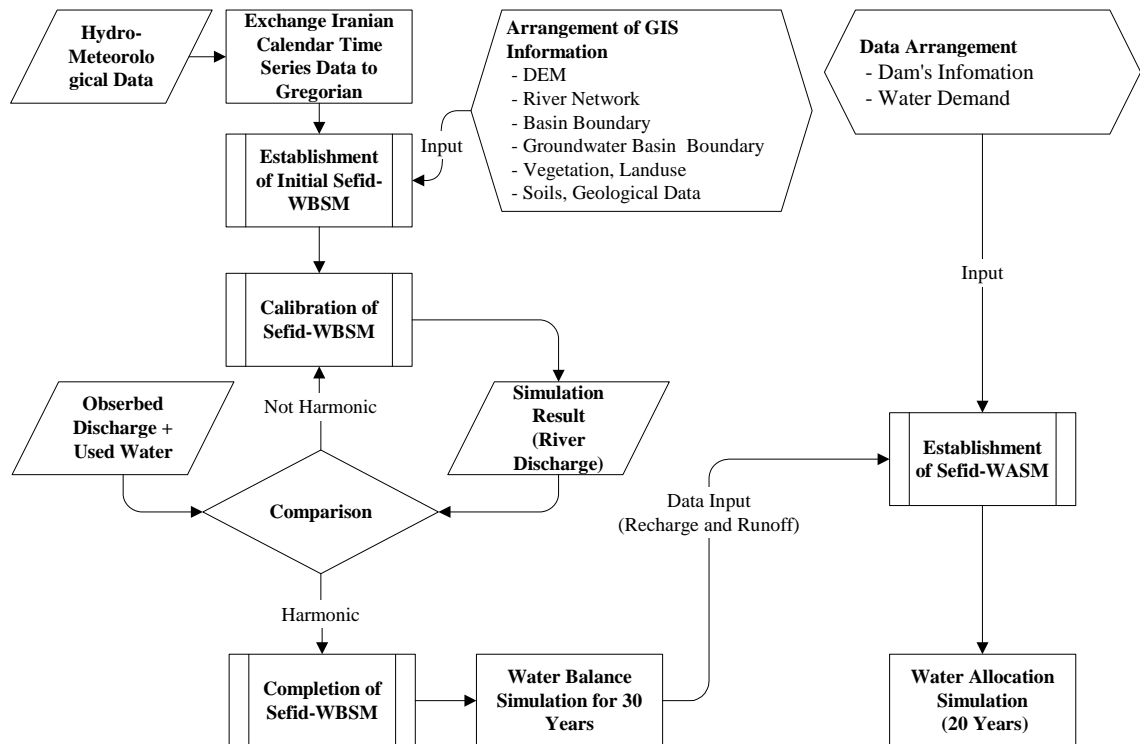 Hydro-
Meteorolo
gical Data
Exchange Iranian
Calendar Time
Series Data to
Gregorian
Arrangement of GIS
Information
- DEM
- River Network
- Basin Boundary
- Groundwater Basin  Boundary
- Vegetation, Landuse
- Soils, Geological Data
Data Arrangement
- Dam's Infomation
- Water Demand
Input
Establishment
of Initial Sefid-
WBSM
Input
Calibration of
Sefid-WBSM
Obserbed
Discharge +
Used Water
Not Harmonic
Simulation
Result
(River
Discharge)
Comparison
Establishment
of Sefid-WASM
Data Input
(Recharge and Runoff)
Harmonic
Completion of
Sefid-WBSM
Water Balance
Simulation for 30
Years
Water Allocation
Simulation
(20 Years)